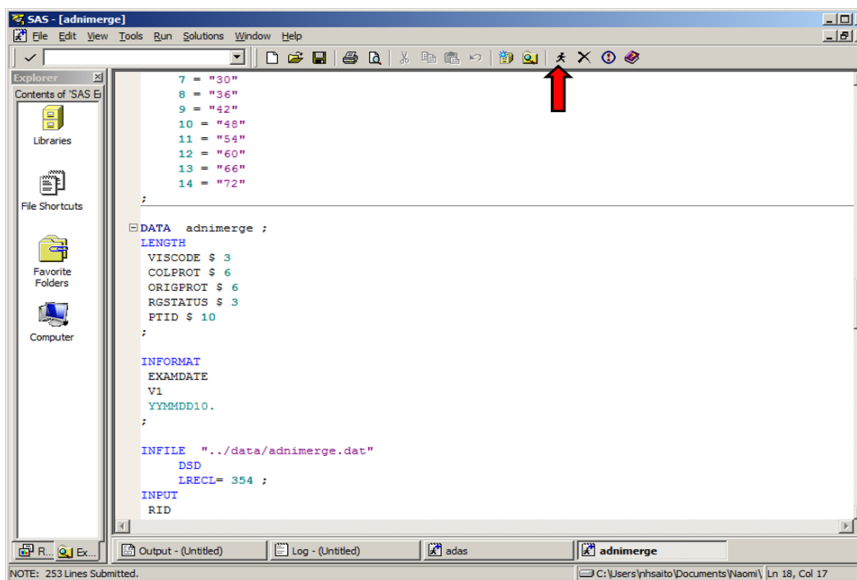 SAS - [adnimerge]
File Edit View Tools Run Solutions Window Help
Explorer
Contents of 'SAS E
Libraries
File Shortcuts
Favorite
Folders
Computer
7 = "30"
8 = "36"
9 = "42"
10 = "48"
11 = "54"
12 = "60"
13 = "66"
14 = "72"
;
DATA adnimerge ;
LENGTH
VISCODE $ 3
COLPROT $ 6
ORIGPROT $ 6
RGSTATUS $ 3
PTID $ 10
;
INFORMAT
EXAMDATE
V1
YYMMDD10.
;
INFILE "../data/adnimerge.dat"
DSD
LRECL= 354 ;
INPUT
RID
R... Ex...
Output - (Untitled) Log - (Untitled) adas adnimerge
NOTE: 253 Lines Submitted. C:\Users\nhsaito\Documents\Naomi\ Ln 18, Col 17